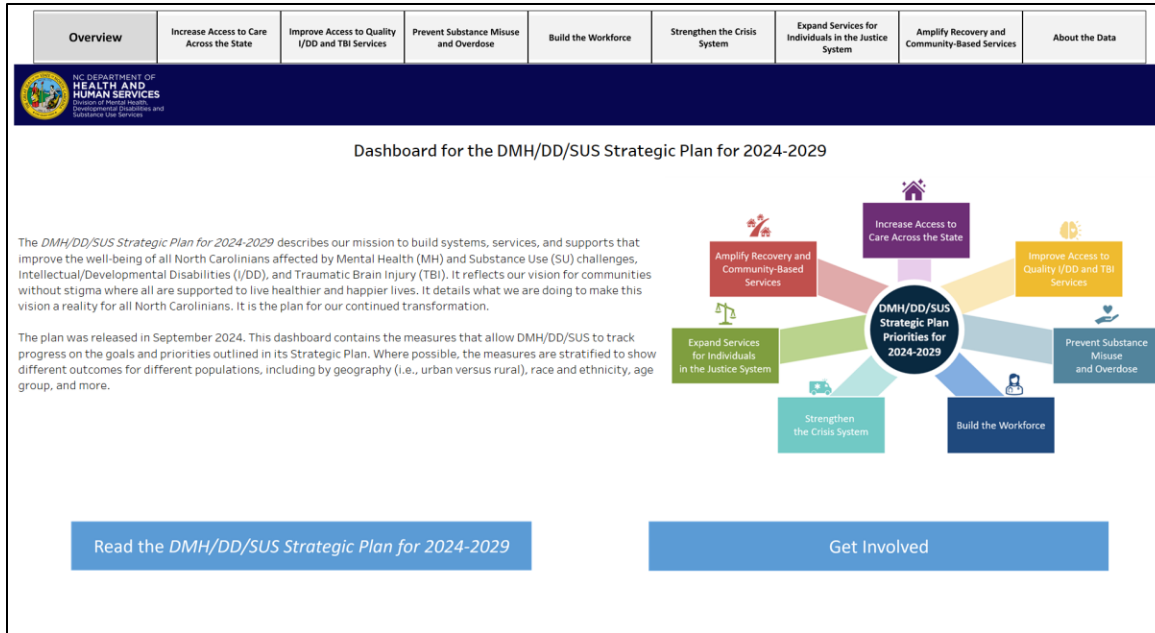 Overview
Increase Access to Care
Across the State
Improve Access to Quality
I/DD and TBI Services
Prevent Substance Misuse
and Overdose
Build the Workforce
Strengthen the Crisis
System
Expand Services for
Individuals in the Justice
System
Amplify Recovery and
Community-Based Services
About the Data
NC DEPARTMENT OF
HEALTH AND
HUMAN SERVICES
Division of Mental Health,
Developmental Disabilities and
Substance Use Services
Dashboard for the DMH/DD/SUS Strategic Plan for 2024-2029
The DMH/DD/SUS Strategic Plan for 2024-2029 describes our mission to build systems, services, and supports that
improve the well-being of all North Carolinians affected by Mental Health (MH) and Substance Use (SU) challenges,
Intellectual/Developmental Disabilities (I/DD), and Traumatic Brain Injury (TBI). It reflects our vision for communities
without stigma where all are supported to live healthier and happier lives. It details what we are doing to make this
vision a reality for all North Carolinians. It is the plan for our continued transformation.
The plan was released in September 2024. This dashboard contains the measures that allow DMH/DD/SUS to track
progress on the goals and priorities outlined in its Strategic Plan. Where possible, the measures are stratified to show
different outcomes for different populations, including by geography (i.e., urban versus rural), race and ethnicity, age
group, and more.
Increase Access to
Care Across the State
Amplify Recovery and
Community-Based
Services
Improve Access to
Quality I/DD and TBI
Services
DMH/DD/SUS
Strategic Plan
Priorities for
2024-2029
Expand Services
for Individuals
in the Justice System
Prevent Substance
Misuse
and Overdose
Strengthen
the Crisis System
Build the Workforce
Read the DMH/DD/SUS Strategic Plan for 2024-2029
Get Involved